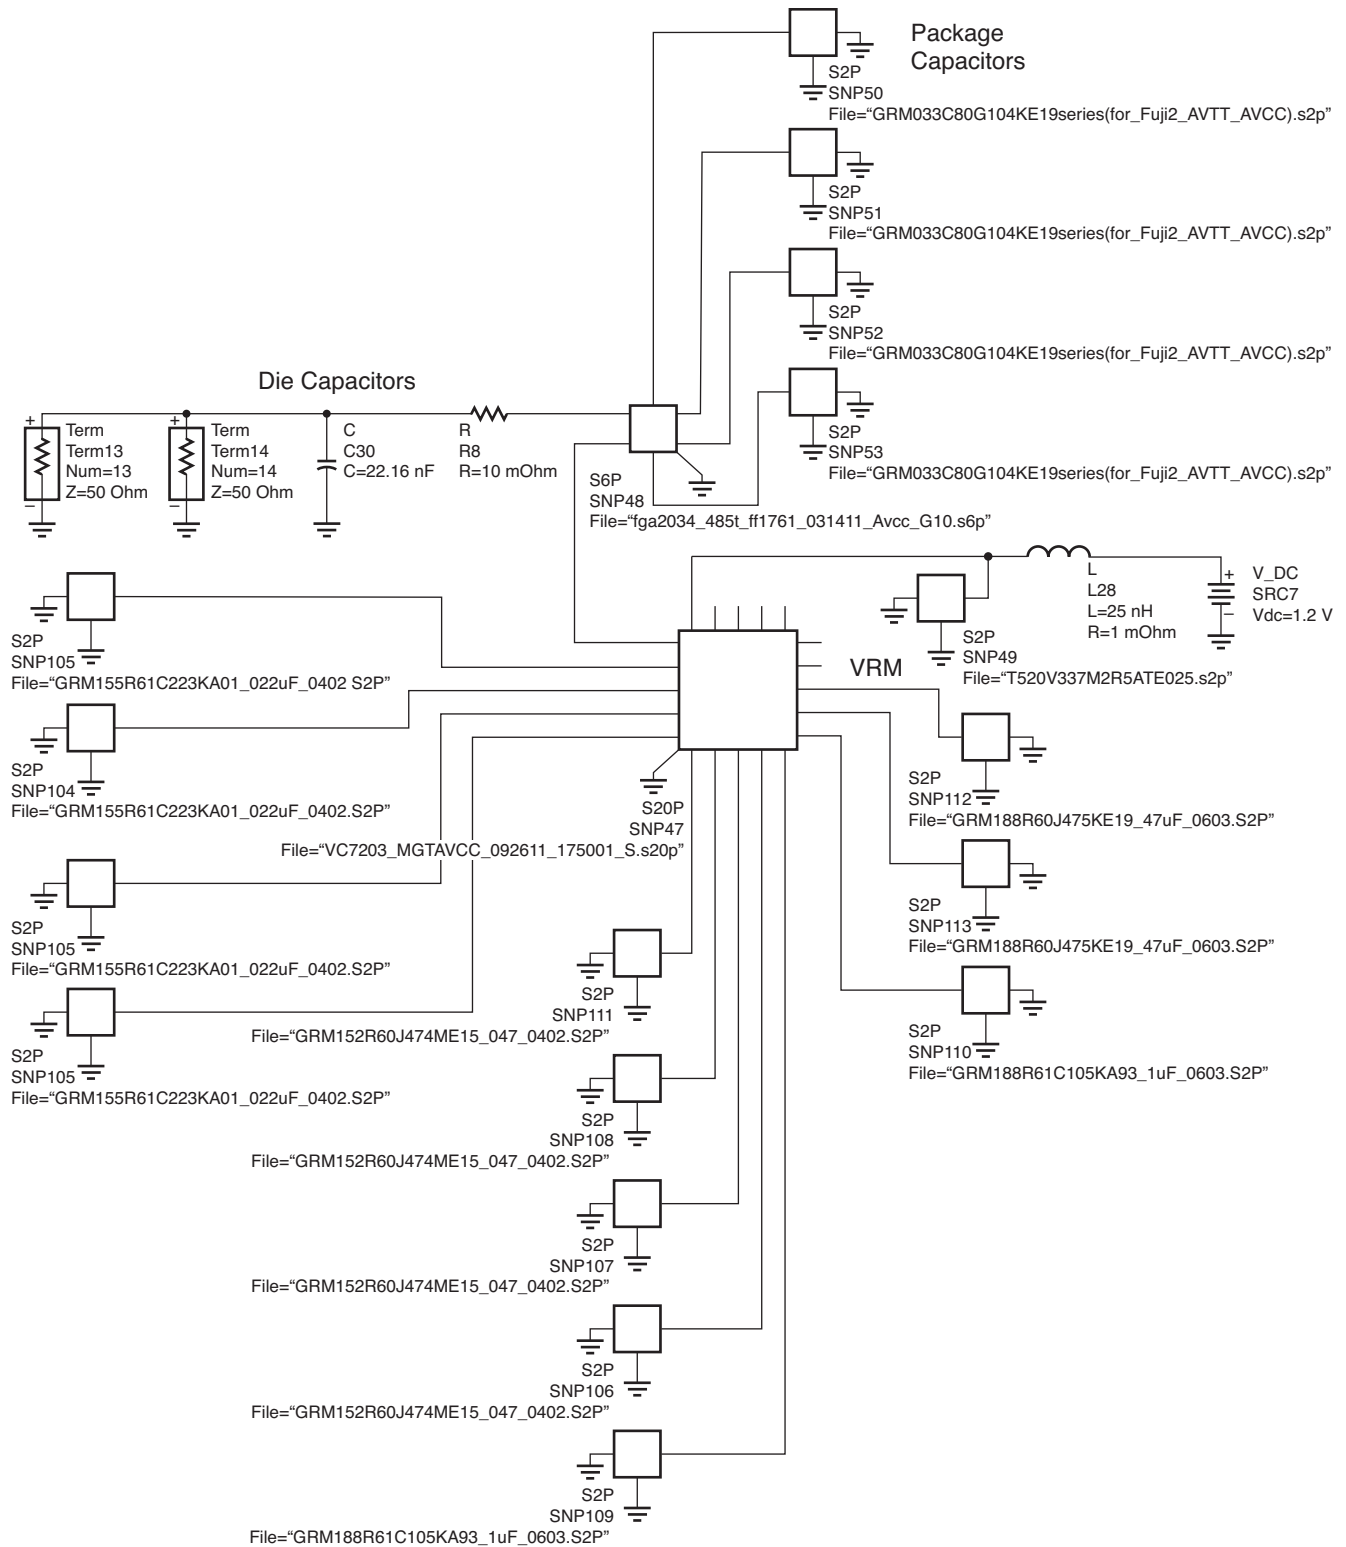 Package
Capacitors
S2P
SNP50
File=“GRM033C80G104KE19series(for_Fuji2_AVTT_AVCC).s2p”
S2P
SNP51
File=“GRM033C80G104KE19series(for_Fuji2_AVTT_AVCC).s2p”
S2P
SNP52
File=“GRM033C80G104KE19series(for_Fuji2_AVTT_AVCC).s2p”
S2P
SNP53
File=“GRM033C80G104KE19series(for_Fuji2_AVTT_AVCC).s2p”
Die Capacitors
+
Term
Term13
Num=13
Z=50 Ohm
–
+
Term
Term14
Num=14
Z=50 Ohm
–
C
C30
C=22.16 nF
R
R8
R=10 mOhm
S6P
SNP48
File=“fga2034_485t_ff1761_031411_Avcc_G10.s6p”
L
L28
L=25 nH
R=1 mOhm
+
–
V_DC
SRC7
Vdc=1.2 V
S2P
SNP49
File=“T520V337M2R5ATE025.s2p”
VRM
S2P
SNP105
File=“GRM155R61C223KA01_022uF_0402 S2P”
S2P
SNP104
File=“GRM155R61C223KA01_022uF_0402.S2P”
S20P
SNP47
File=“VC7203_MGTAVCC_092611_175001_S.s20p”
S2P
SNP112
File=“GRM188R60J475KE19_47uF_0603.S2P”
S2P
SNP105
File=“GRM155R61C223KA01_022uF_0402.S2P”
S2P
SNP113
File=“GRM188R60J475KE19_47uF_0603.S2P”
S2P
SNP105
File=“GRM155R61C223KA01_022uF_0402.S2P”
S2P
SNP111
File=“GRM152R60J474ME15_047_0402.S2P”
S2P
SNP110
File=“GRM188R61C105KA93_1uF_0603.S2P”
S2P
SNP108
File=“GRM152R60J474ME15_047_0402.S2P”
S2P
SNP107
File=“GRM152R60J474ME15_047_0402.S2P”
S2P
SNP106
File=“GRM152R60J474ME15_047_0402.S2P”
S2P
SNP109
File=“GRM188R61C105KA93_1uF_0603.S2P”